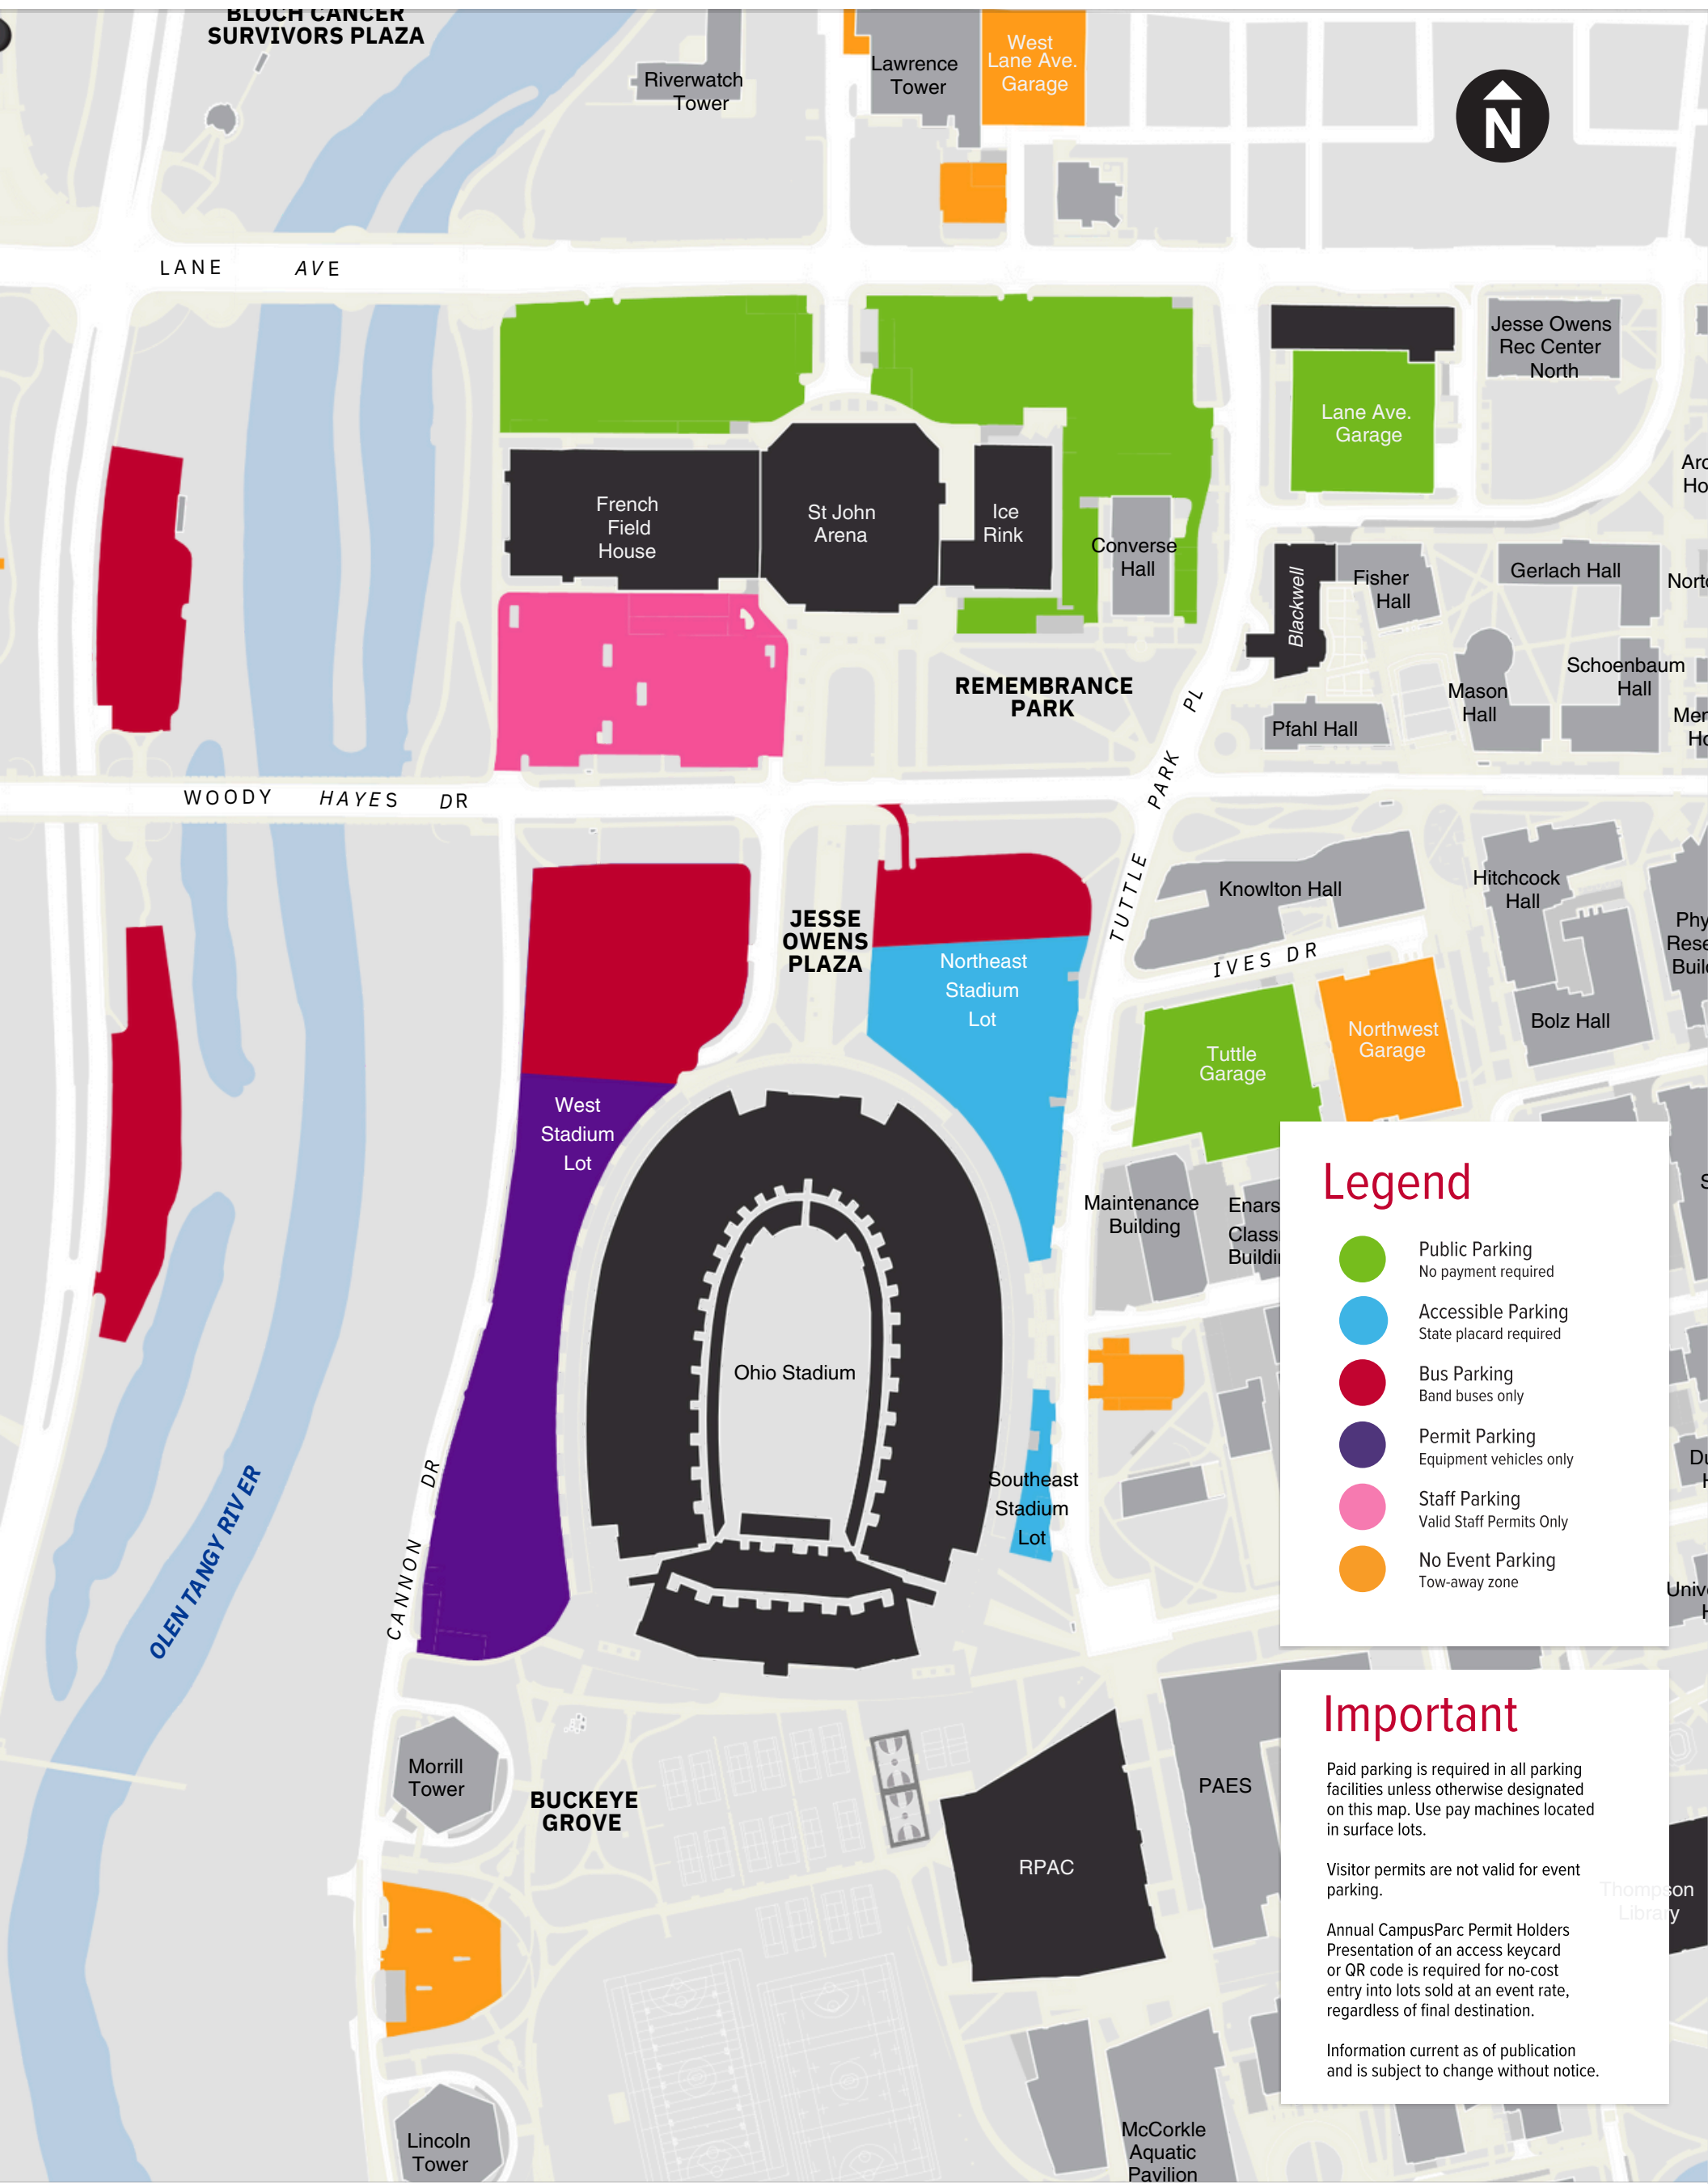 BLOCH CANCER
SURVIVORS PLAZA
Riverwatch
Tower
Lawrence
Tower
West
Lane Ave.
Garage
N
LANE AVE
Jesse Owens
Rec Center
North
Lane Ave.
Garage
French
Field
House
St John
Arena
Ice
Rink
Converse
Hall
Blackwell
Fisher
Hall
Gerlach Hall
Schoenbaum
Hall
Mason
Hall
Pfahl Hall
REMEMBRANCE
PARK
TUTTLE PARK PL
WOODY HAYES DR
Knowlton Hall
Hitchcock
Hall
JESSE
OWENS
PLAZA
Northeast
Stadium
Lot
IVES DR
Bolz Hall
Tuttle
Garage
Northwest
Garage
West
Stadium
Lot
Maintenance
Building
Enars
Class
Buildi
Ohio Stadium
Southeast
Stadium
Lot
CANNON DR
OLENTANGY RIVER
Legend
Public Parking
No payment required
Accessible Parking
State placard required
Bus Parking
Band buses only
Permit Parking
Equipment vehicles only
Staff Parking
Valid Staff Permits Only
No Event Parking
Tow-away zone
Morrill
Tower
BUCKEYE
GROVE
RPAC
PAES
Thompson
Library
Lincoln
Tower
McCorkle
Aquatic
Pavilion
Important
Paid parking is required in all parking
facilities unless otherwise designated
on this map. Use pay machines located
in surface lots.
Visitor permits are not valid for event
parking.
Annual CampusParc Permit Holders
Presentation of an access keycard
or QR code is required for no-cost
entry into lots sold at an event rate,
regardless of final destination.
Information current as of publication
and is subject to change without notice.